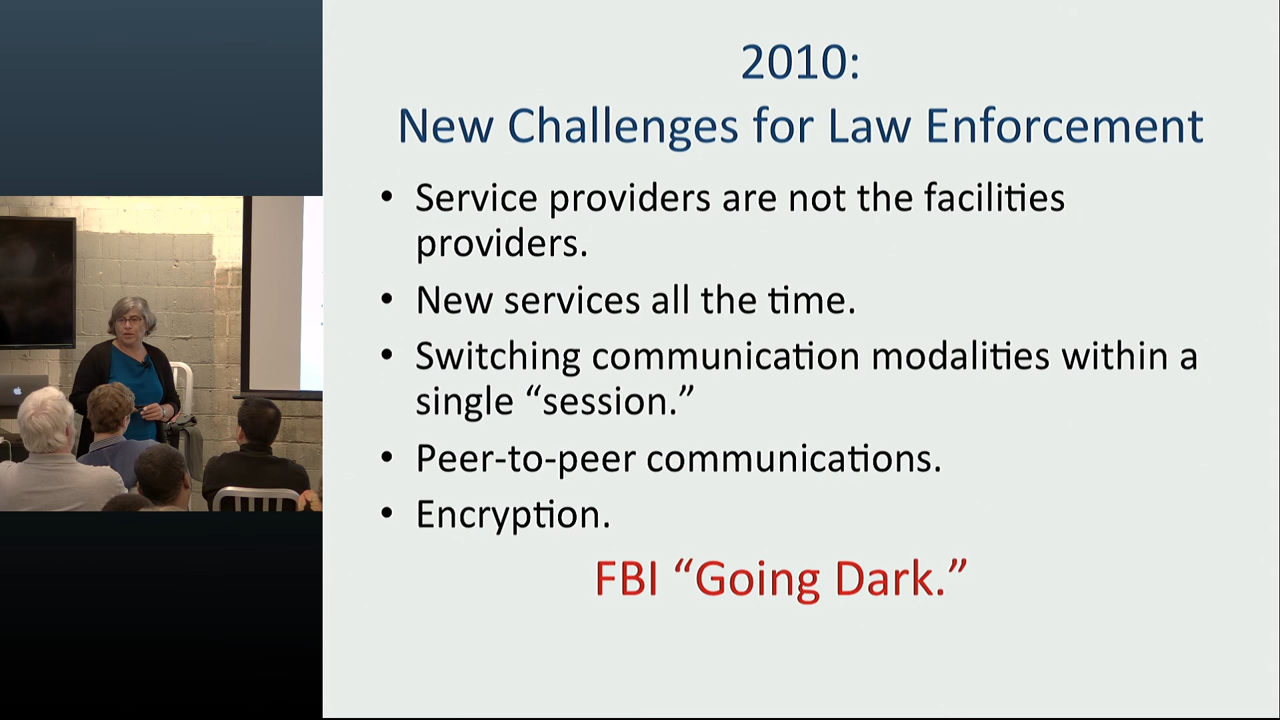 2010:
New Challenges for Law Enforcement
• Service providers are not the facilities
providers.
• New services all the time.
• Switching communication modalities within a
single “session.”
• Peer-to-peer communications.
• Encryption.
FBI “Going Dark.”